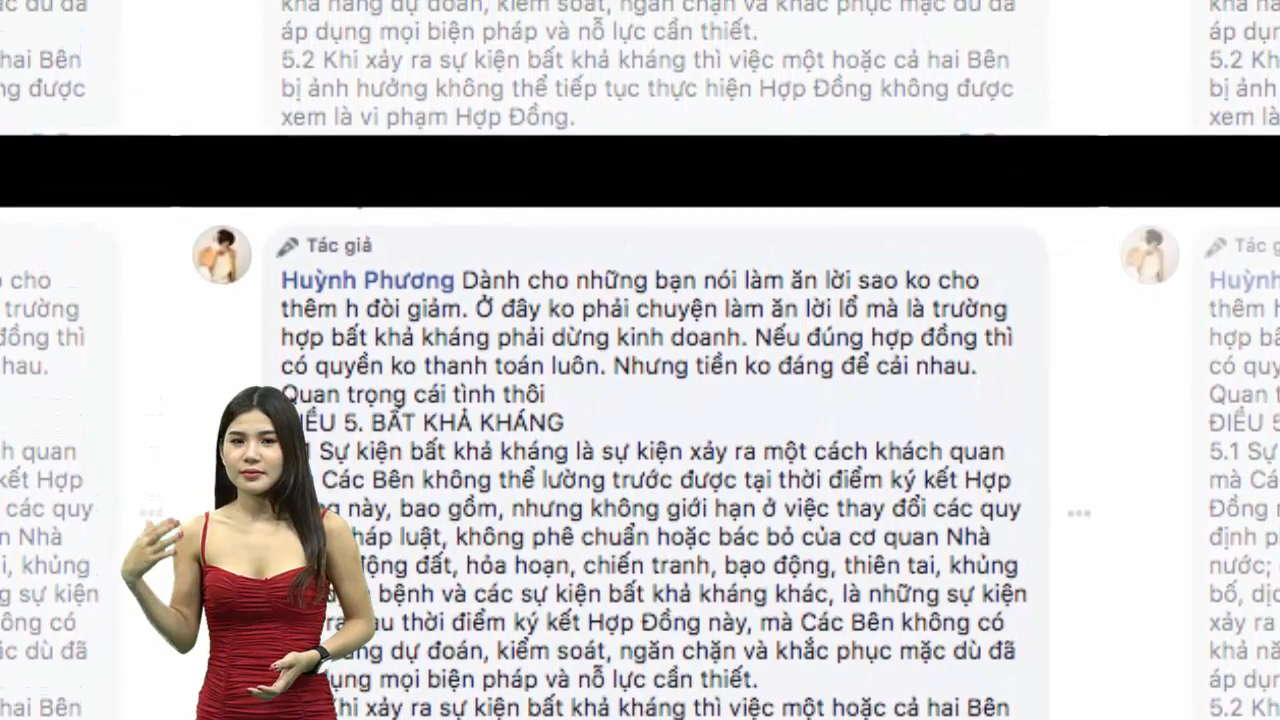 khả năng dự đoán, kiểm soát, ngăn chặn và khắc phục mặc dù đã
áp dụng mọi biện pháp và nỗ lực cần thiết.
5.2 Khi xảy ra sự kiện bất khả kháng thì việc một hoặc cả hai Bên
bị ảnh hưởng không thể tiếp tục thực hiện Hợp Đồng không được
xem là vi phạm Hợp Đồng.
Tác giả
Huỳnh Phương Dành cho những bạn nói làm ăn lời sao ko cho
thêm h đòi giảm. Ở đây ko phải chuyện làm ăn lời lổ mà là trường
hợp bất khả kháng phải dừng kinh doanh. Nếu đúng hợp đồng thì
có quyền ko thanh toán luôn. Nhưng tiền ko đáng để cải nhau.
Quan trọng cái tình thôi
ĐIỀU 5. BẤT KHẢ KHÁNG
5.1 Sự kiện bất khả kháng là sự kiện xảy ra một cách khách quan
mà Các Bên không thể lường trước được tại thời điểm ký kết Hợp
Đồng này, bao gồm, nhưng không giới hạn ở việc thay đổi các quy
pháp luật, không phê chuẩn hoặc bác bỏ của cơ quan Nhà
động đất, hỏa hoạn, chiến tranh, bạo động, thiên tai, khủng
bệnh và các sự kiện bất khả kháng khác, là những sự kiện
ra sau thời điểm ký kết Hợp Đồng này, mà Các Bên không có
năng dự đoán, kiểm soát, ngăn chặn và khắc phục mặc dù đã
dụng mọi biện pháp và nỗ lực cần thiết.
Khi xảy ra sự kiện bất khả kháng thì việc một hoặc cả hai Bên